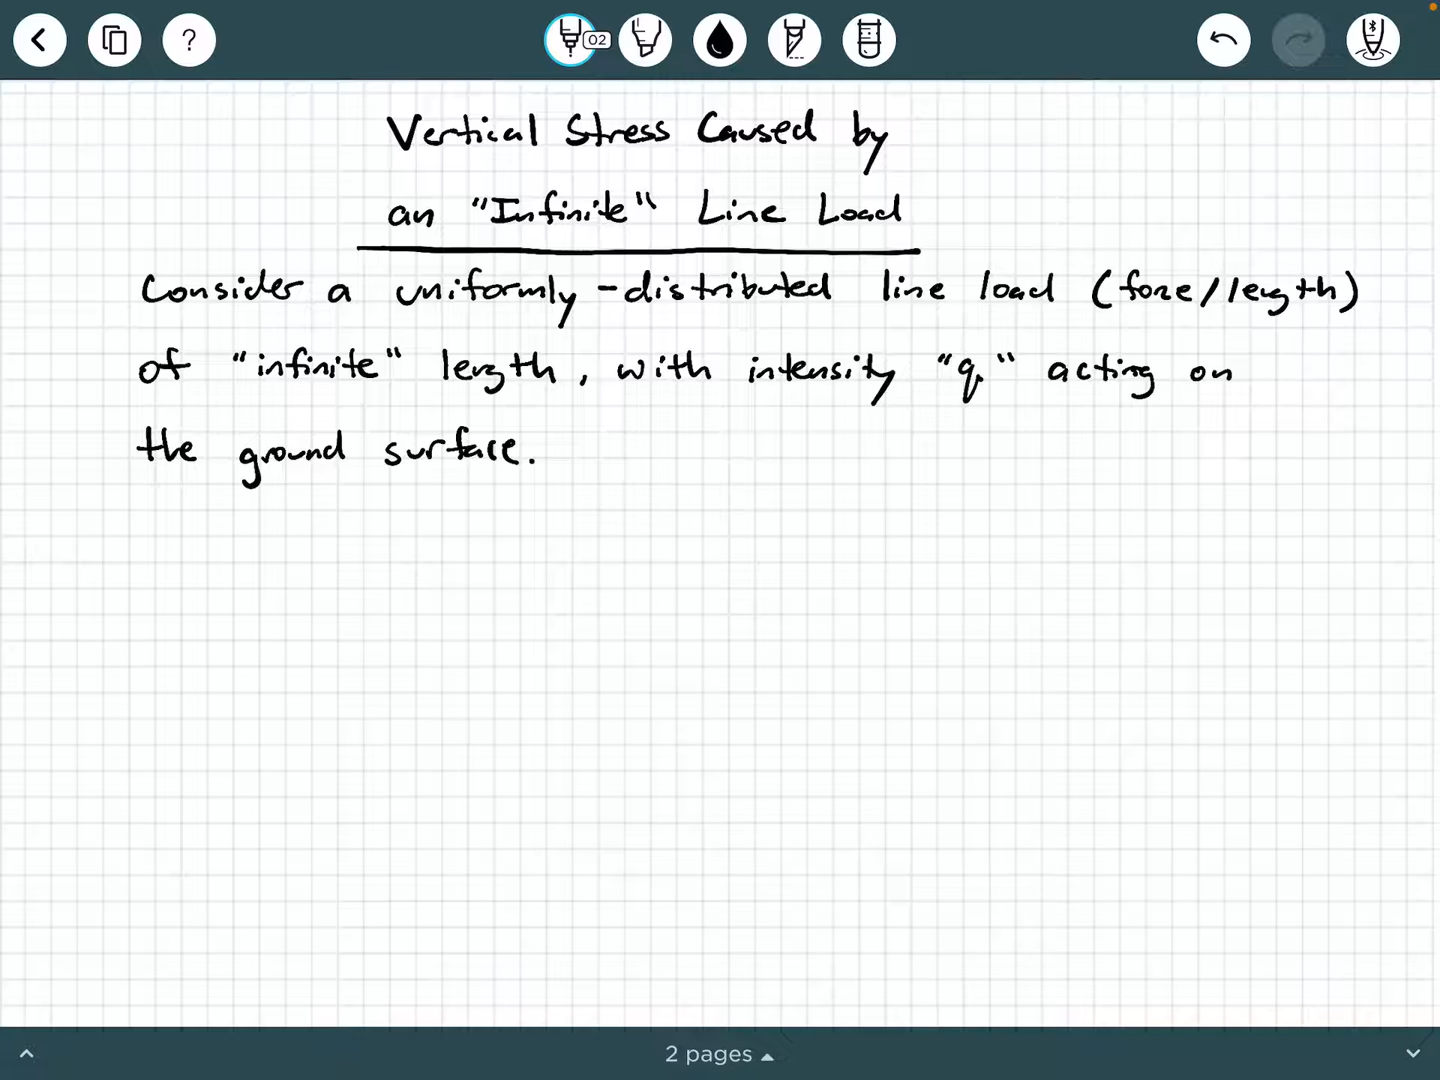 02
Vertical Stress Caused by
an "Infinite" Line Load
Consider a uniformly-distributed line load (force/length)
of "infinite" length, with intensity "q" acting on
the ground surface.
2 pages